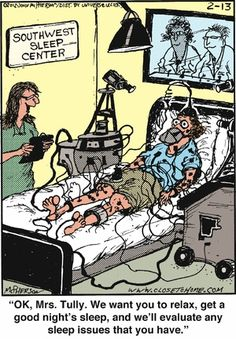 2-13
SOUTHWEST
SLEEP
CENTER
McPHERSON
WWW.CLOSETOHOME.COM
"OK, Mrs. Tully. We want you to relax, get a
good night's sleep, and we'll evaluate any
sleep issues that you have."